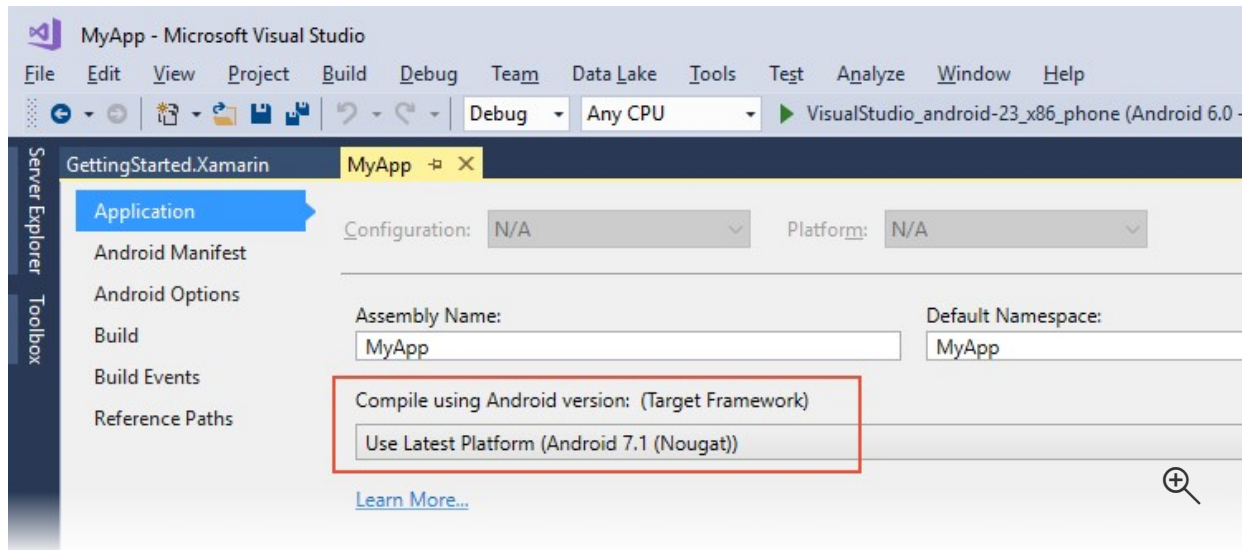 MyApp - Microsoft Visual Studio
File Edit View Project Build Debug Team Data Lake Tools Test Analyze Window Help
Debug Any CPU VisualStudio_android-23_x86_phone (Android 6.0 -
Server Explorer
Toolbox
GettingStarted.Xamarin MyApp
Application
Android Manifest
Android Options
Build
Build Events
Reference Paths
Configuration: N/A Platform: N/A
Assembly Name: Default Namespace:
MyApp MyApp
Compile using Android version: (Target Framework)
Use Latest Platform (Android 7.1 (Nougat))
Learn More...